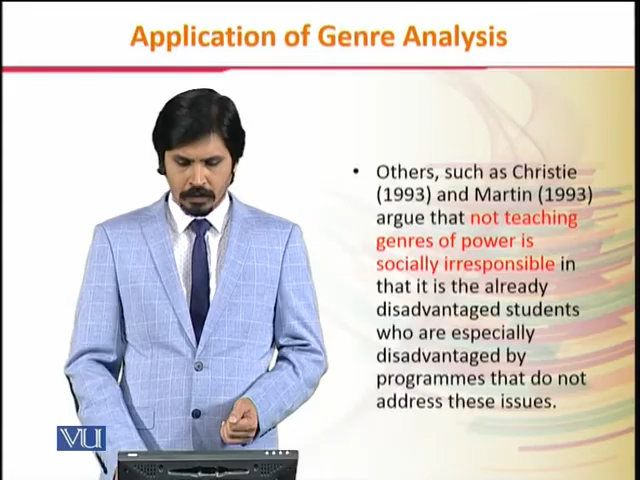 Application of Genre Analysis
• Others, such as Christie
(1993) and Martin (1993)
argue that not teaching
genres of power is
socially irresponsible in
that it is the already
disadvantaged students
who are especially
disadvantaged by
programmes that do not
address these issues.
VU